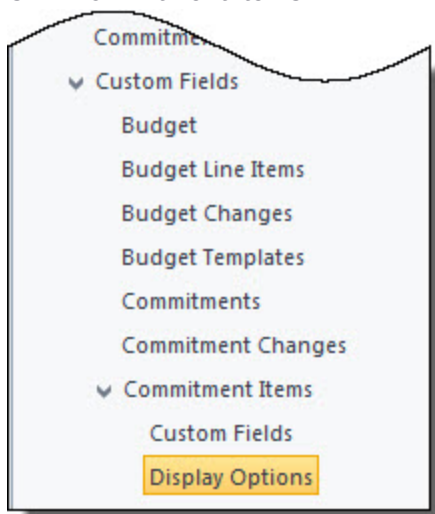 Custom Fields
Budget
Budget Line Items
Budget Changes
Budget Templates
Commitments
Commitment Changes
Commitment Items
Custom Fields
Display Options